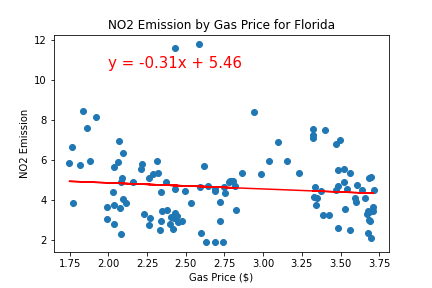 NO2 Emission by Gas Price for Florida
12
y = -0.31x + 5.46
10
8
NO2 Emission
6
4
2
1.75 2.00 2.25 2.50 2.75 3.00 3.25 3.50 3.75
Gas Price ($)